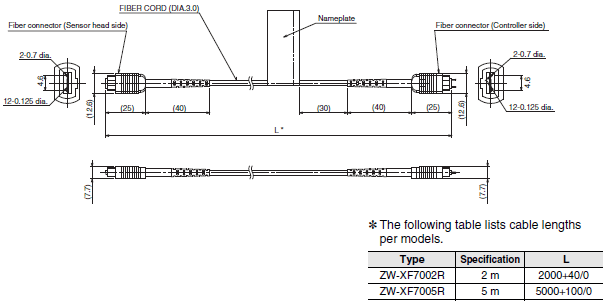 FIBER CORD (DIA.3.0)
Nameplate
Fiber connector (Sensor head side)
Fiber connector (Controller side)
2-0.7 dia.
2-0.7 dia.
4.6
4.6
12-0.125 dia.
12-0.125 dia.
(12.6)
(12.6)
(25)
(40)
(30)
(40)
(25)
L*
(7.7)
(7.7)
* The following table lists cable lengths
per models.
Type Specification L
ZW-XF7002R 2 m 2000+40/0
ZW-XF7005R 5 m 5000+100/0